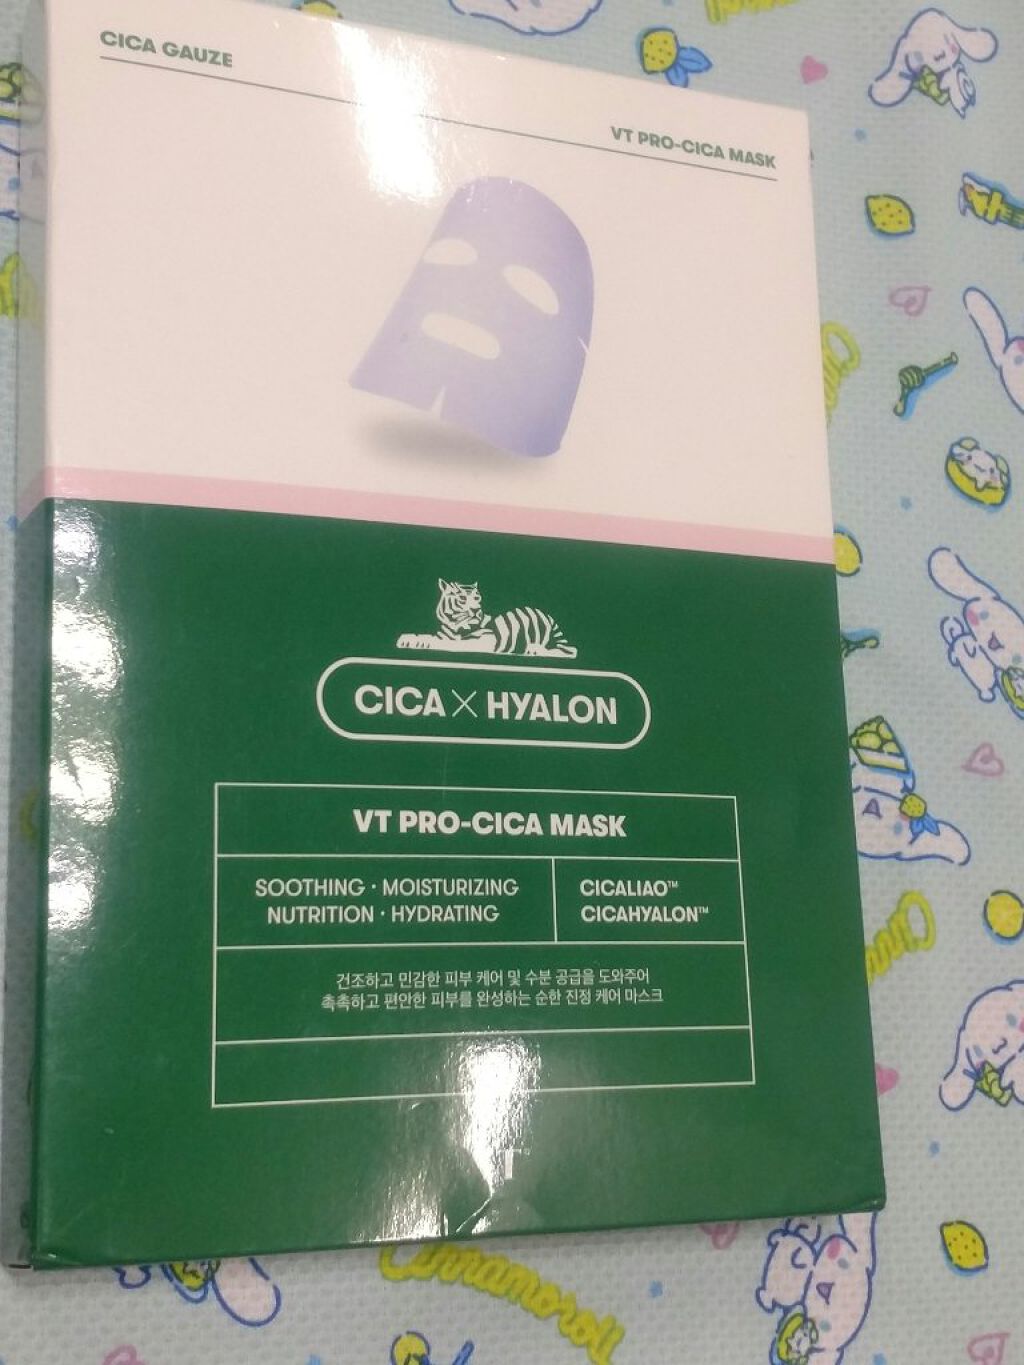 CICA GAUZE
VT PRO-CICA MASK
CICA X HYALON
VT PRO-CICA MASK
SOOTHING · MOISTURIZING
NUTRITION · HYDRATING
CICALIAO™
CICAHYALON™
건조하고 민감한 피부 케어 및 수분 공급을 도와주어
촉촉하고 편안한 피부를 완성하는 순한 진정 케어 마스크
Cinnamoroll